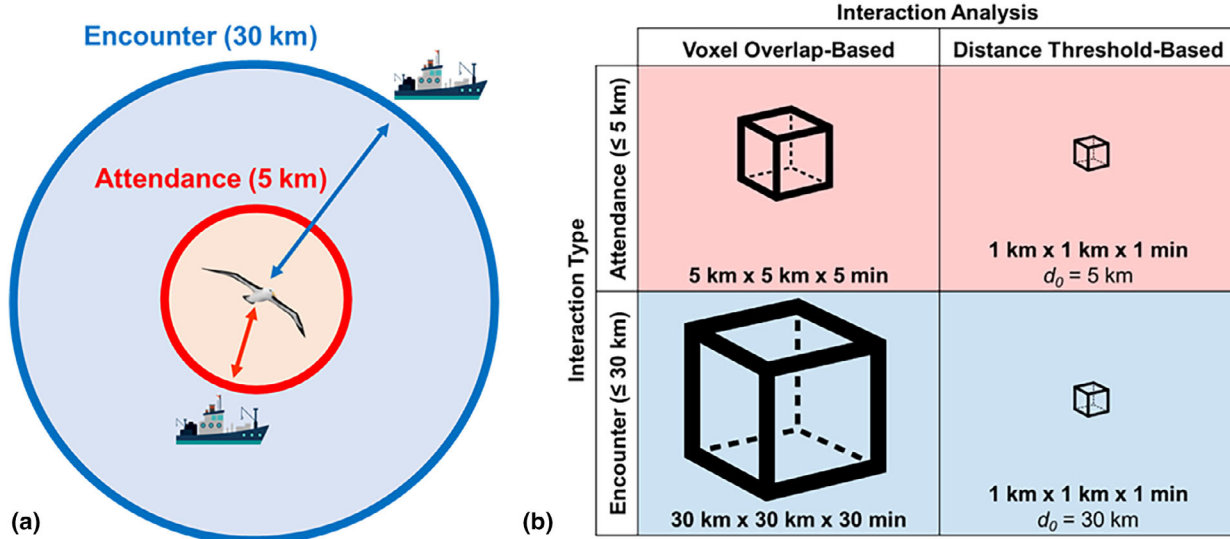 Encounter (30 km)
Attendance (5 km)
(a)
Interaction Analysis
Voxel Overlap-Based
Distance Threshold-Based
Interaction Type
Attendance (≤ 5 km)
5 km x 5 km x 5 min
1 km x 1 km x 1 min
d₀ = 5 km
Encounter (≤ 30 km)
30 km x 30 km x 30 min
1 km x 1 km x 1 min
d₀ = 30 km
(b)